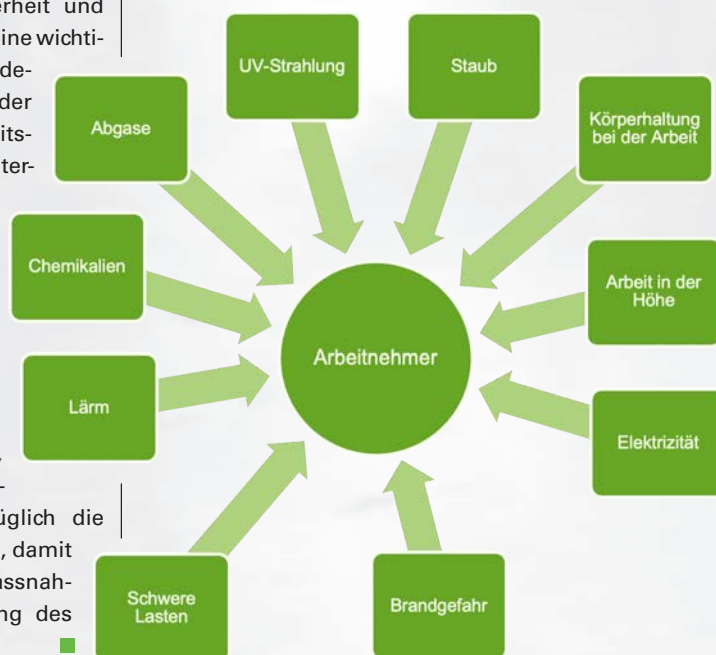 erheit und
ine wichti-
de-
der
its-
ter-
UV-Strahlung
Staub
Abgase
Körperhaltung
bei der Arbeit
Chemikalien
Arbeit in der
Höhe
Arbeitnehmer
Lärm
Elektrizität
üglich die
, damit
assnah-
ng des
Schwere
Lasten
Brandgefahr